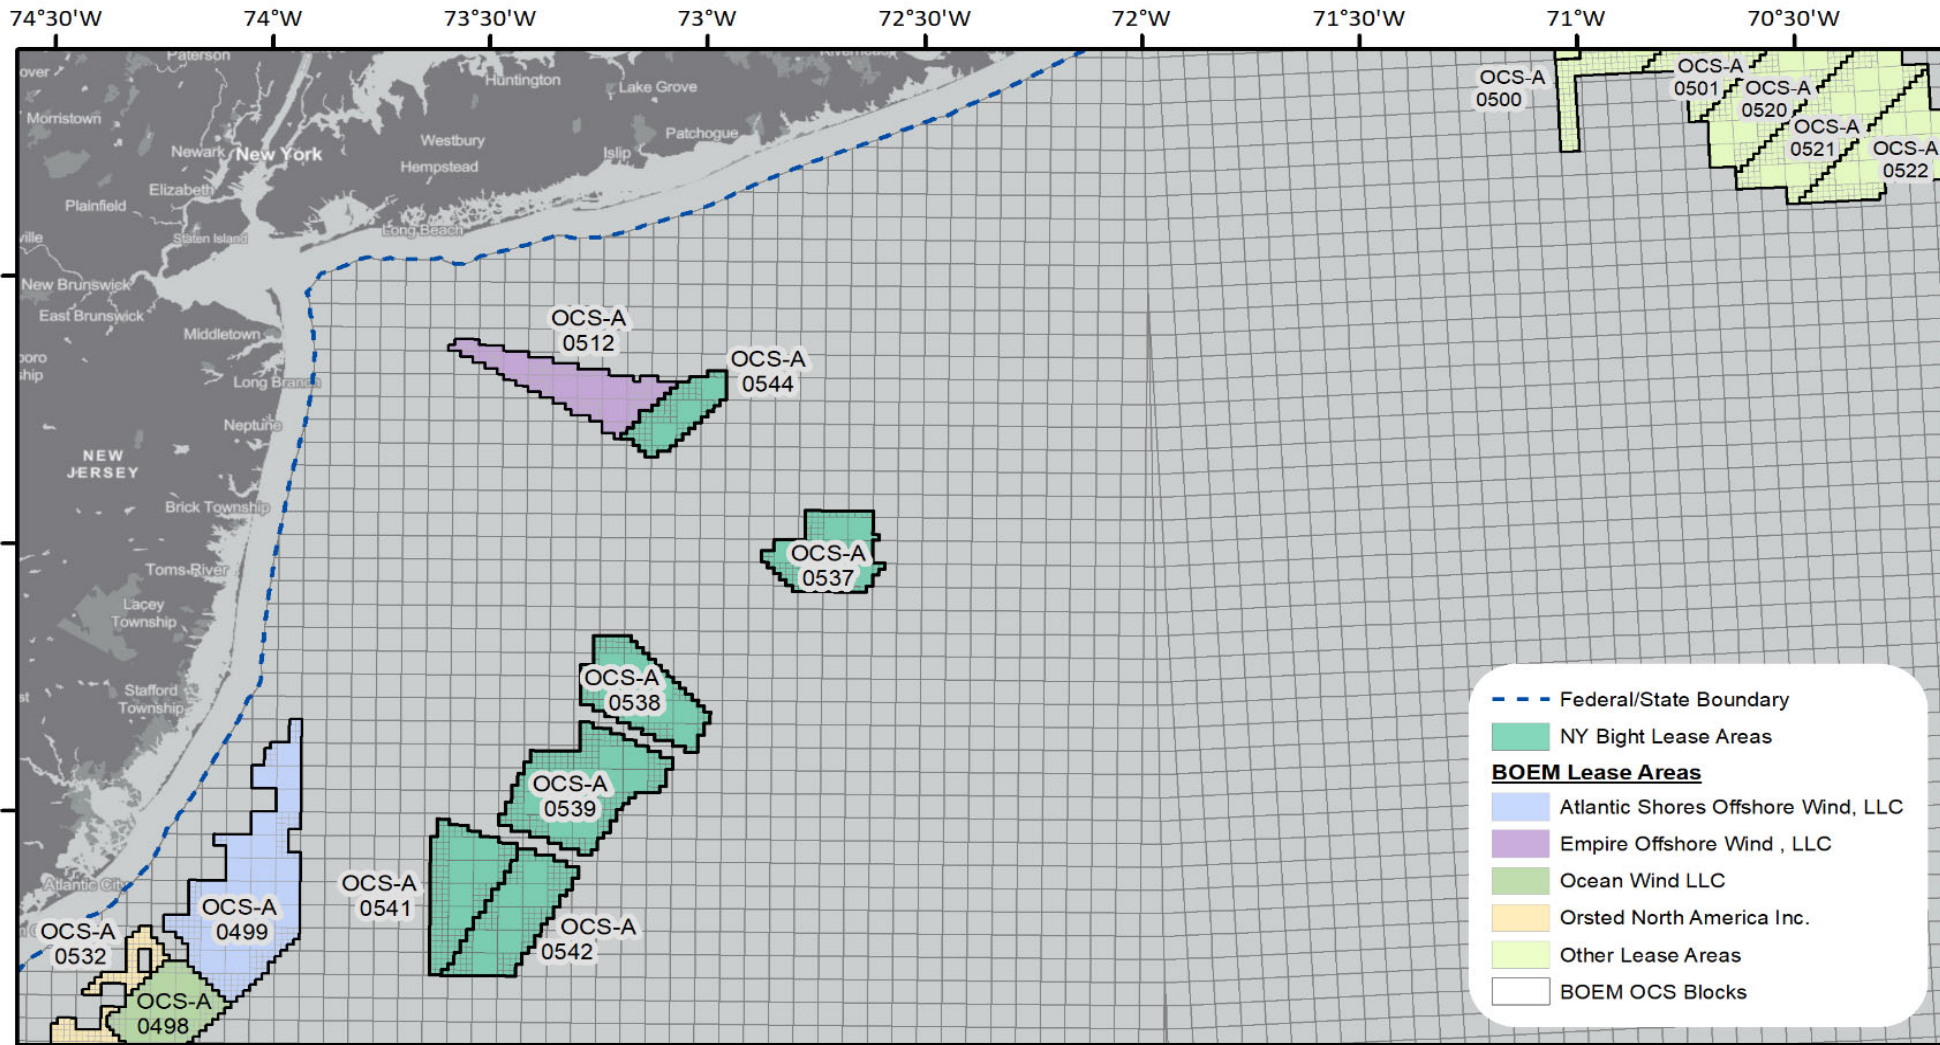 74°30'W
74°W
73°30'W
73°W
72°30'W
72°W
71°30'W
71°W
70°30'W
Paterson
over
Morristown
Newark
New York
Elizabeth
Plainfield
Staten Island
ville
New Brunswick
East Brunswick
Middletown
boro
ship
Long Branch
Neptune
NEW
JERSEY
Brick Township
Toms River
Lacey
Township
st
Stafford
Township
Atlantic City
Huntington
Lake Grove
Westbury
Hempstead
Patchogue
Islip
Long Beach
OCS-A
0500
OCS-A
0501
OCS-A
0520
OCS-A
0521
OCS-A
0522
OCS-A
0512
OCS-A
0544
OCS-A
0537
OCS-A
0538
OCS-A
0539
OCS-A
0541
OCS-A
0542
OCS-A
0499
OCS-A
0532
OCS-A
0498
Federal/State Boundary
NY Bight Lease Areas
BOEM Lease Areas
Atlantic Shores Offshore Wind, LLC
Empire Offshore Wind , LLC
Ocean Wind LLC
Orsted North America Inc.
Other Lease Areas
BOEM OCS Blocks